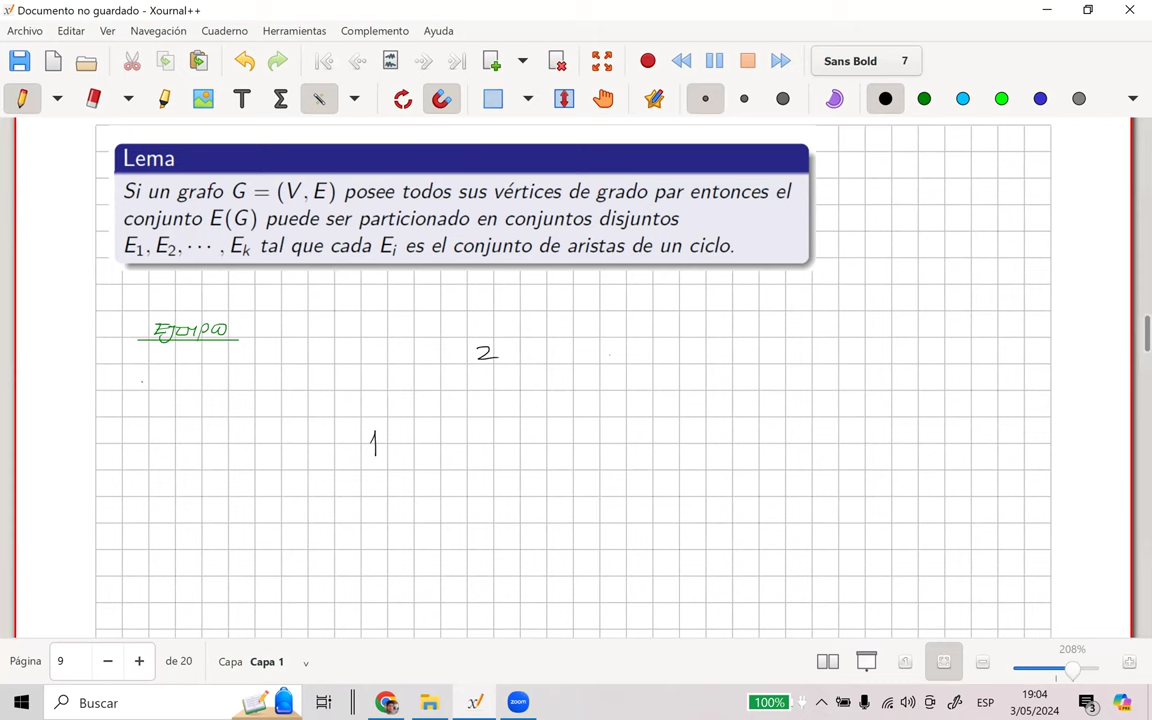 Documento no guardado - Xournal++
Archivo Editar Ver Navegación Cuaderno Herramientas Complemento Ayuda
Sans Bold 7
Lema
Si un grafo G = (V, E) posee todos sus vértices de grado par entonces el
conjunto E(G) puede ser particionado en conjuntos disjuntos
E₁, E₂, ⋯ , Eₖ tal que cada Eᵢ es el conjunto de aristas de un ciclo.
2
1
Página 9 de 20 Capa Capa 1
208%
Buscar
zoom
100%
ESP
19:04
3/05/2024
3